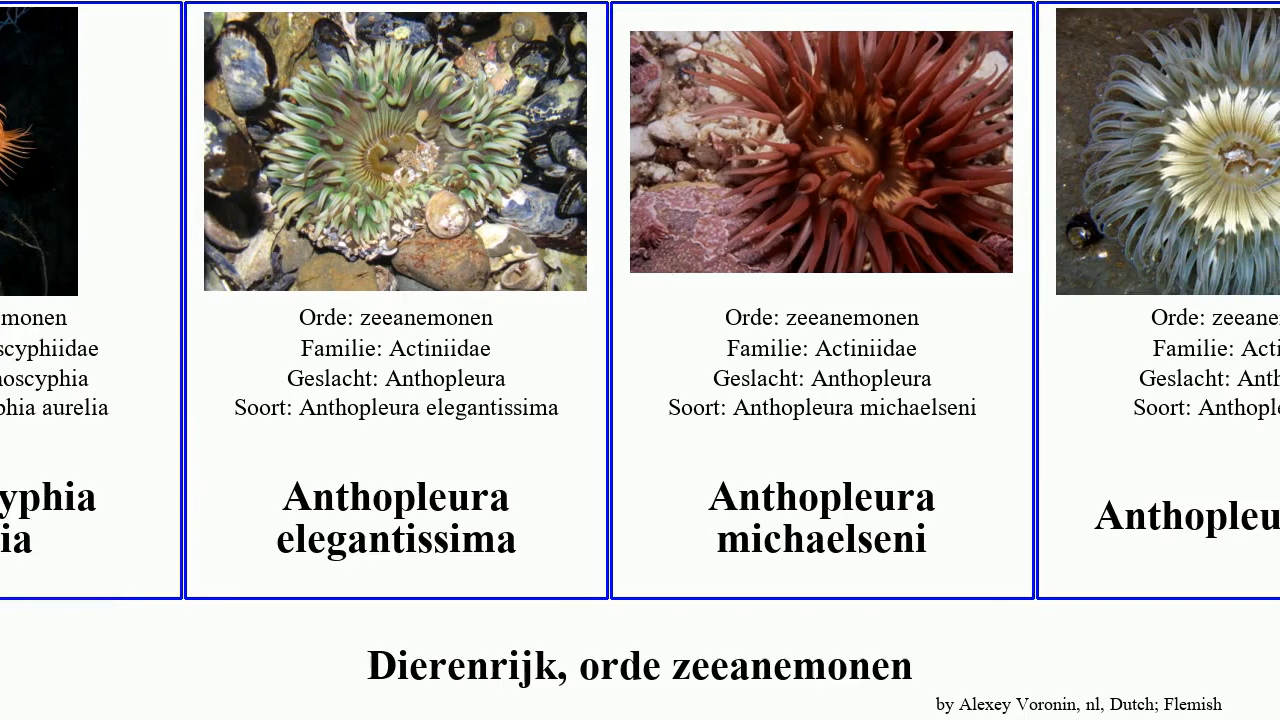 monen
scyphiidae
noscyphia
phia aurelia
yphia
ia
Orde: zeeanemonen
Familie: Actiniidae
Geslacht: Anthopleura
Soort: Anthopleura elegantissima
Anthopleura
elegantissima
Orde: zeeanemonen
Familie: Actiniidae
Geslacht: Anthopleura
Soort: Anthopleura michaelseni
Anthopleura
michaelseni
Orde: zeeane
Familie: Acti
Geslacht: Anth
Soort: Anthople
Anthopleu
Dierenrijk, orde zeeanemonen
by Alexey Voronin, nl, Dutch; Flemish